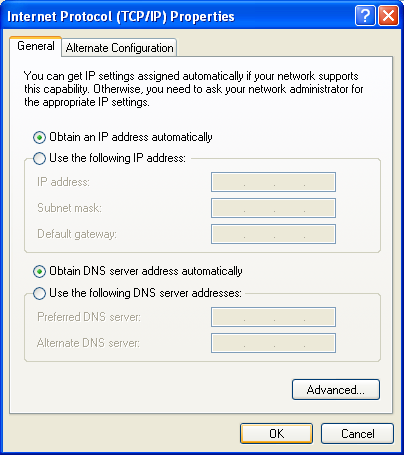 Internet Protocol (TCP/IP) Properties
General
Alternate Configuration
You can get IP settings assigned automatically if your network supports
this capability. Otherwise, you need to ask your network administrator for
the appropriate IP settings.
Obtain an IP address automatically
Use the following IP address:
IP address:
Subnet mask:
Default gateway:
Obtain DNS server address automatically
Use the following DNS server addresses:
Preferred DNS server:
Alternate DNS server:
Advanced...
OK
Cancel